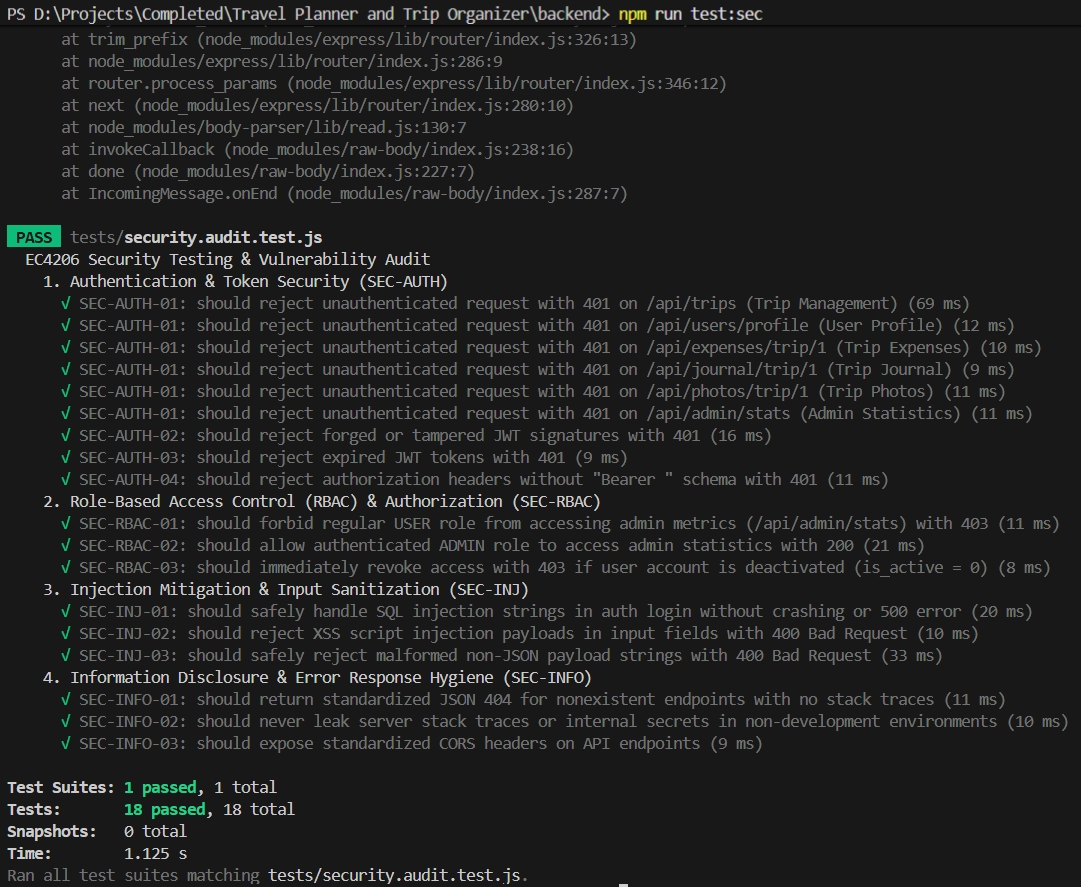 PS D:\Projects\Completed\Travel Planner and Trip Organizer\backend> npm run test:sec
at trim_prefix (node_modules/express/lib/router/index.js:326:13)
at node_modules/express/lib/router/index.js:286:9
at router.process_params (node_modules/express/lib/router/index.js:346:12)
at next (node_modules/express/lib/router/index.js:280:10)
at node_modules/body-parser/lib/read.js:130:7
at invokeCallback (node_modules/raw-body/index.js:238:16)
at done (node_modules/raw-body/index.js:227:7)
at IncomingMessage.onEnd (node_modules/raw-body/index.js:287:7)
PASS tests/security.audit.test.js
EC4206 Security Testing & Vulnerability Audit
1. Authentication & Token Security (SEC-AUTH)
√ SEC-AUTH-01: should reject unauthenticated request with 401 on /api/trips (Trip Management) (69 ms)
√ SEC-AUTH-01: should reject unauthenticated request with 401 on /api/users/profile (User Profile) (12 ms)
√ SEC-AUTH-01: should reject unauthenticated request with 401 on /api/expenses/trip/1 (Trip Expenses) (10 ms)
√ SEC-AUTH-01: should reject unauthenticated request with 401 on /api/journal/trip/1 (Trip Journal) (9 ms)
√ SEC-AUTH-01: should reject unauthenticated request with 401 on /api/photos/trip/1 (Trip Photos) (11 ms)
√ SEC-AUTH-01: should reject unauthenticated request with 401 on /api/admin/stats (Admin Statistics) (11 ms)
√ SEC-AUTH-02: should reject forged or tampered JWT signatures with 401 (16 ms)
√ SEC-AUTH-03: should reject expired JWT tokens with 401 (9 ms)
√ SEC-AUTH-04: should reject authorization headers without "Bearer " schema with 401 (11 ms)
2. Role-Based Access Control (RBAC) & Authorization (SEC-RBAC)
√ SEC-RBAC-01: should forbid regular USER role from accessing admin metrics (/api/admin/stats) with 403 (11 ms)
√ SEC-RBAC-02: should allow authenticated ADMIN role to access admin statistics with 200 (21 ms)
√ SEC-RBAC-03: should immediately revoke access with 403 if user account is deactivated (is_active = 0) (8 ms)
3. Injection Mitigation & Input Sanitization (SEC-INJ)
√ SEC-INJ-01: should safely handle SQL injection strings in auth login without crashing or 500 error (20 ms)
√ SEC-INJ-02: should reject XSS script injection payloads in input fields with 400 Bad Request (10 ms)
√ SEC-INJ-03: should safely reject malformed non-JSON payload strings with 400 Bad Request (33 ms)
4. Information Disclosure & Error Response Hygiene (SEC-INFO)
√ SEC-INFO-01: should return standardized JSON 404 for nonexistent endpoints with no stack traces (11 ms)
√ SEC-INFO-02: should never leak server stack traces or internal secrets in non-development environments (10 ms)
√ SEC-INFO-03: should expose standardized CORS headers on API endpoints (9 ms)
Test Suites: 1 passed, 1 total
Tests: 18 passed, 18 total
Snapshots: 0 total
Time: 1.125 s
Ran all test suites matching tests/security.audit.test.js.